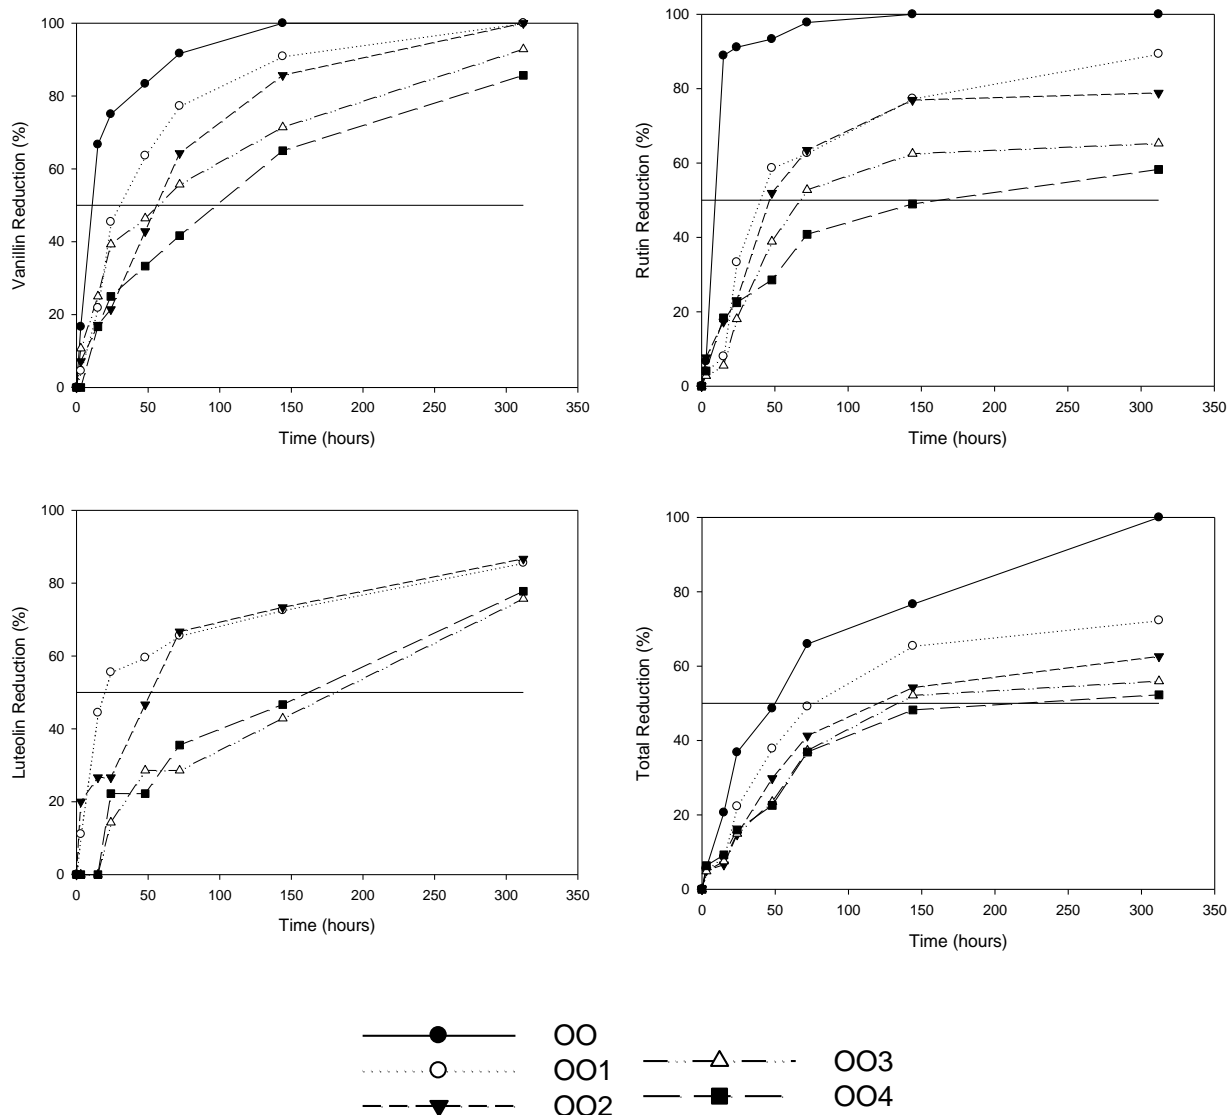 100
80
60
40
20
0
Vanillin Reduction (%)
0 50 100 150 200 250 300 350
Time (hours)
100
80
60
40
20
0
Rutin Reduction (%)
0 50 100 150 200 250 300 350
Time (hours)
100
80
60
40
20
0
Luteolin Reduction (%)
0 50 100 150 200 250 300 350
Time (hours)
100
80
60
40
20
0
Total Reduction (%)
0 50 100 150 200 250 300 350
Time (hours)
OO
OO1
OO2
OO3
OO4